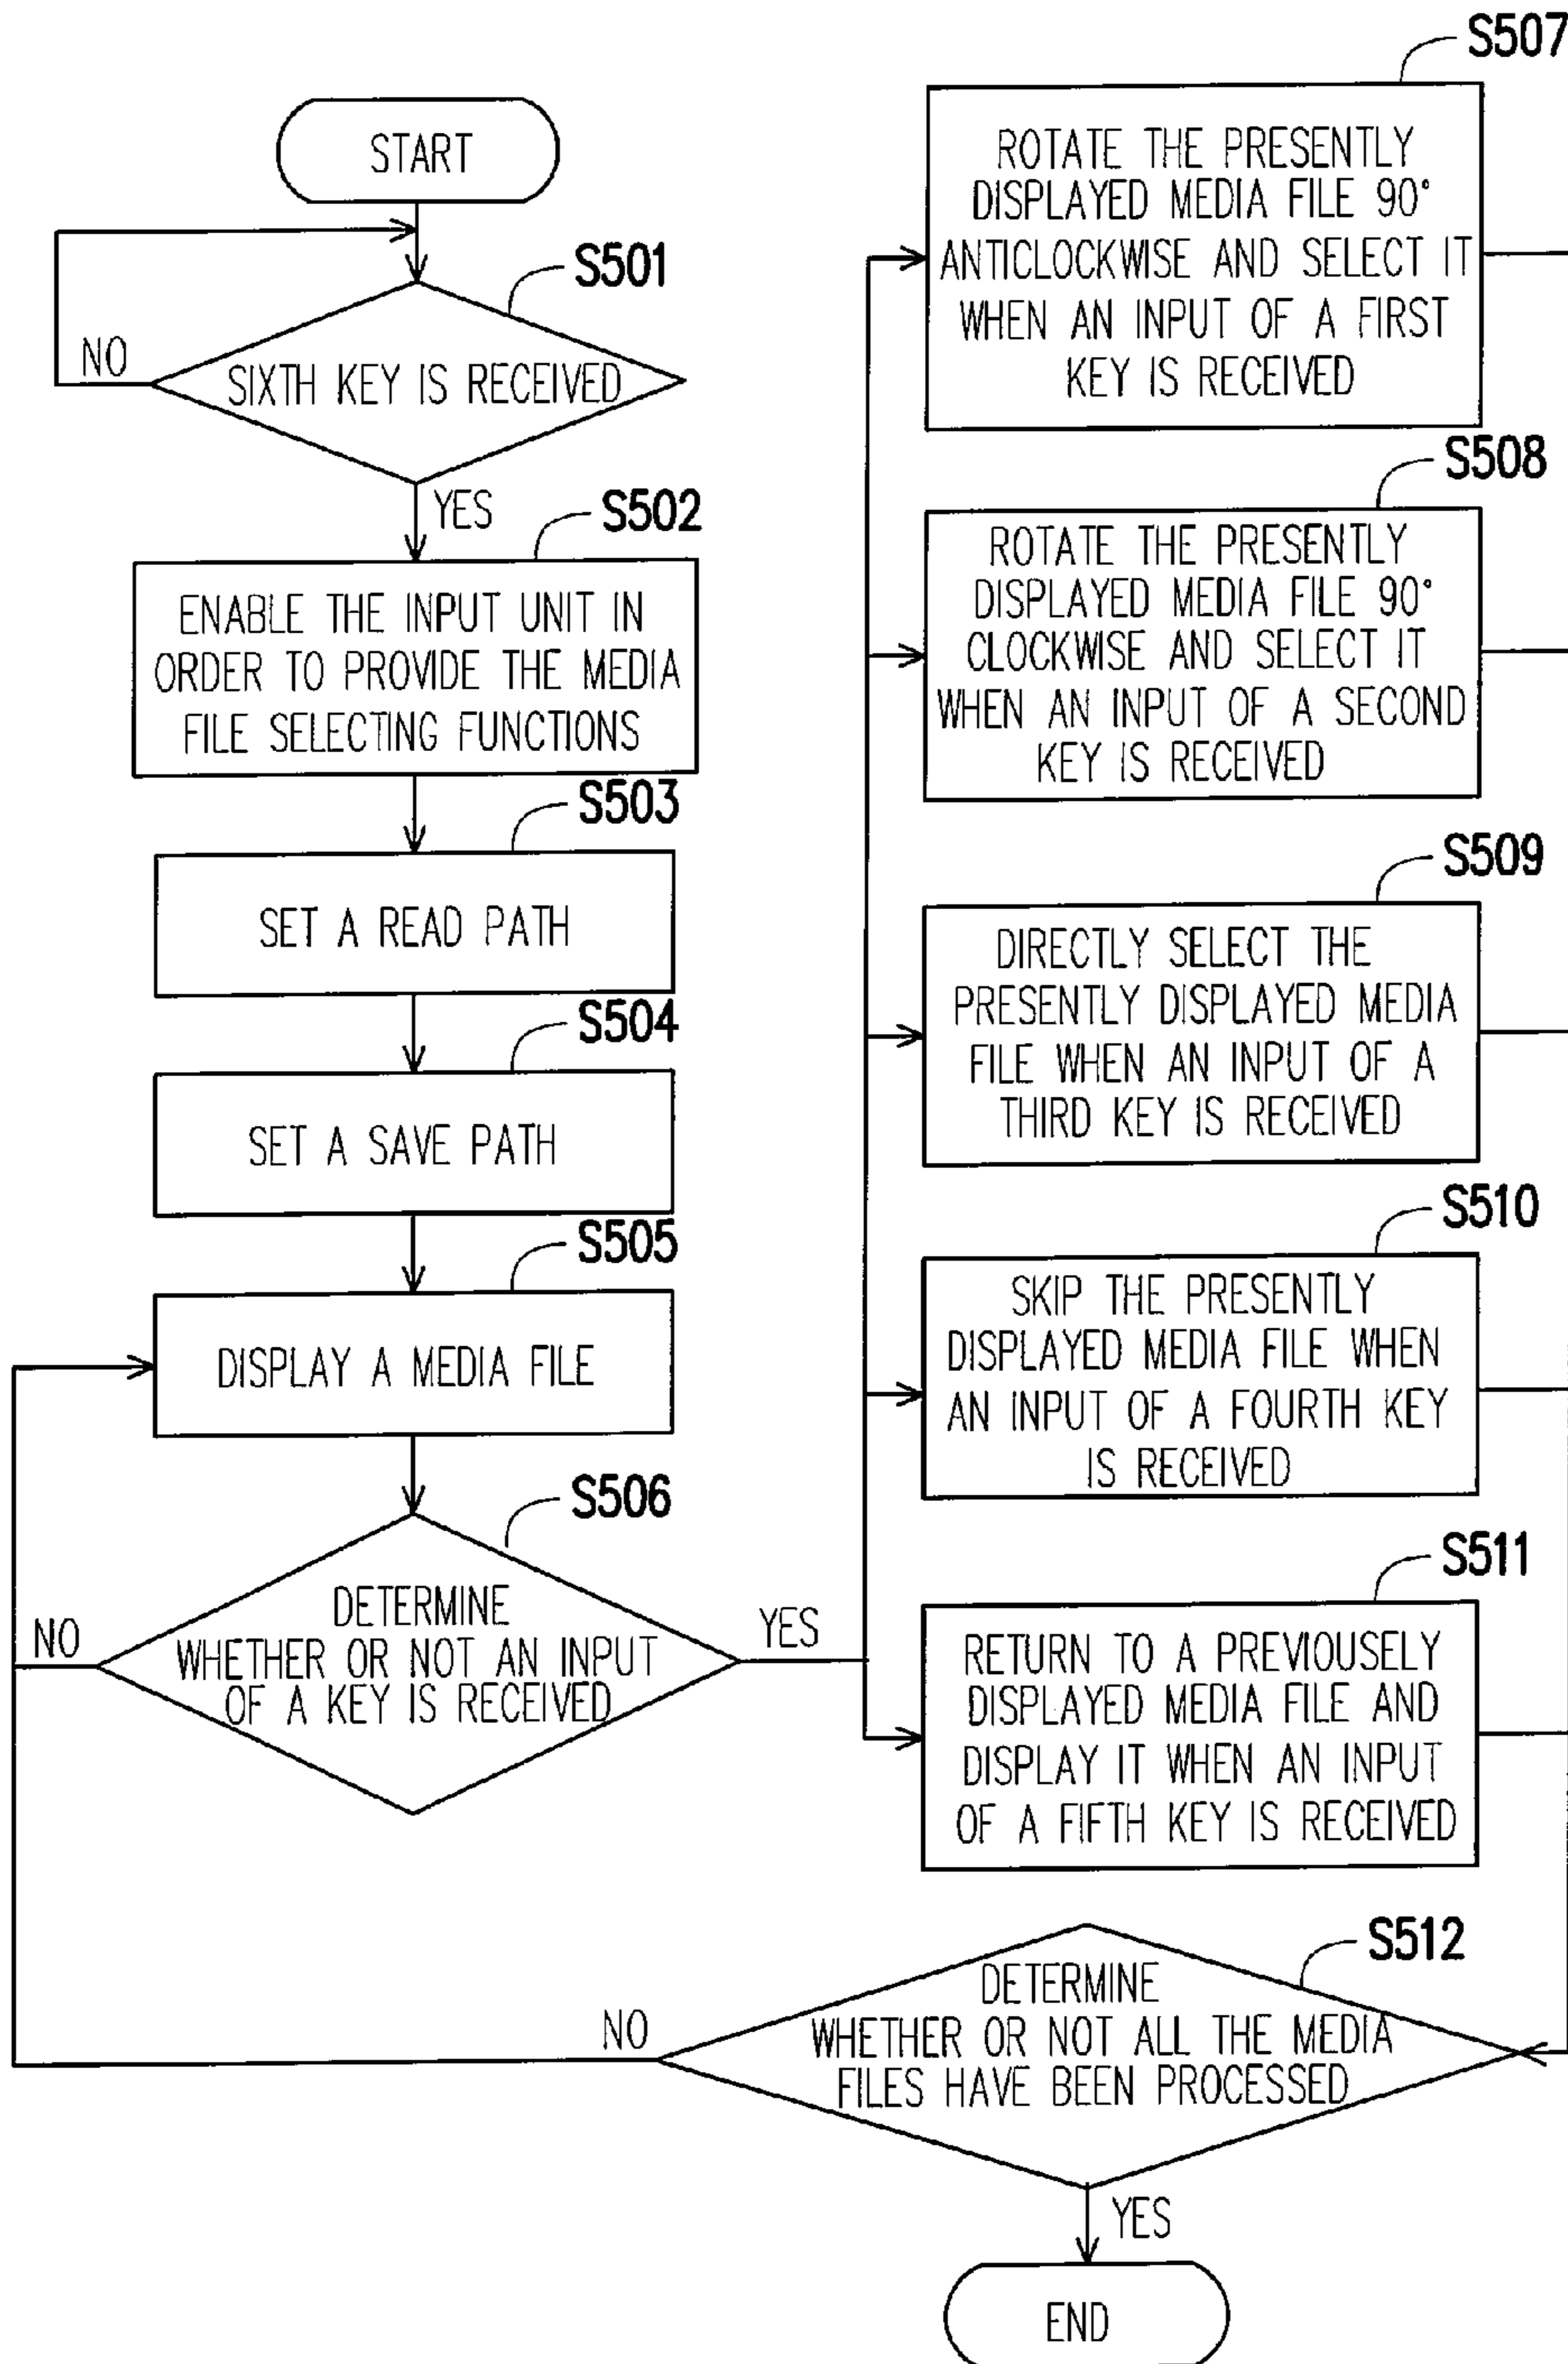 START
S501
NO
SIXTH KEY IS RECEIVED
YES
S502
ENABLE THE INPUT UNIT IN
ORDER TO PROVIDE THE MEDIA
FILE SELECTING FUNCTIONS
S503
SET A READ PATH
S504
SET A SAVE PATH
S505
DISPLAY A MEDIA FILE
S506
DETERMINE
WHETHER OR NOT AN INPUT
OF A KEY IS RECEIVED
NO
YES
S507
ROTATE THE PRESENTLY
DISPLAYED MEDIA FILE 90°
ANTICLOCKWISE AND SELECT IT
WHEN AN INPUT OF A FIRST
KEY IS RECEIVED
S508
ROTATE THE PRESENTLY
DISPLAYED MEDIA FILE 90°
CLOCKWISE AND SELECT IT
WHEN AN INPUT OF A SECOND
KEY IS RECEIVED
S509
DIRECTLY SELECT THE
PRESENTLY DISPLAYED MEDIA
FILE WHEN AN INPUT OF A
THIRD KEY IS RECEIVED
S510
SKIP THE PRESENTLY
DISPLAYED MEDIA FILE WHEN
AN INPUT OF A FOURTH KEY
IS RECEIVED
S511
RETURN TO A PREVIOUSELY
DISPLAYED MEDIA FILE AND
DISPLAY IT WHEN AN INPUT
OF A FIFTH KEY IS RECEIVED
S512
DETERMINE
WHETHER OR NOT ALL THE MEDIA
FILES HAVE BEEN PROCESSED
NO
YES
END